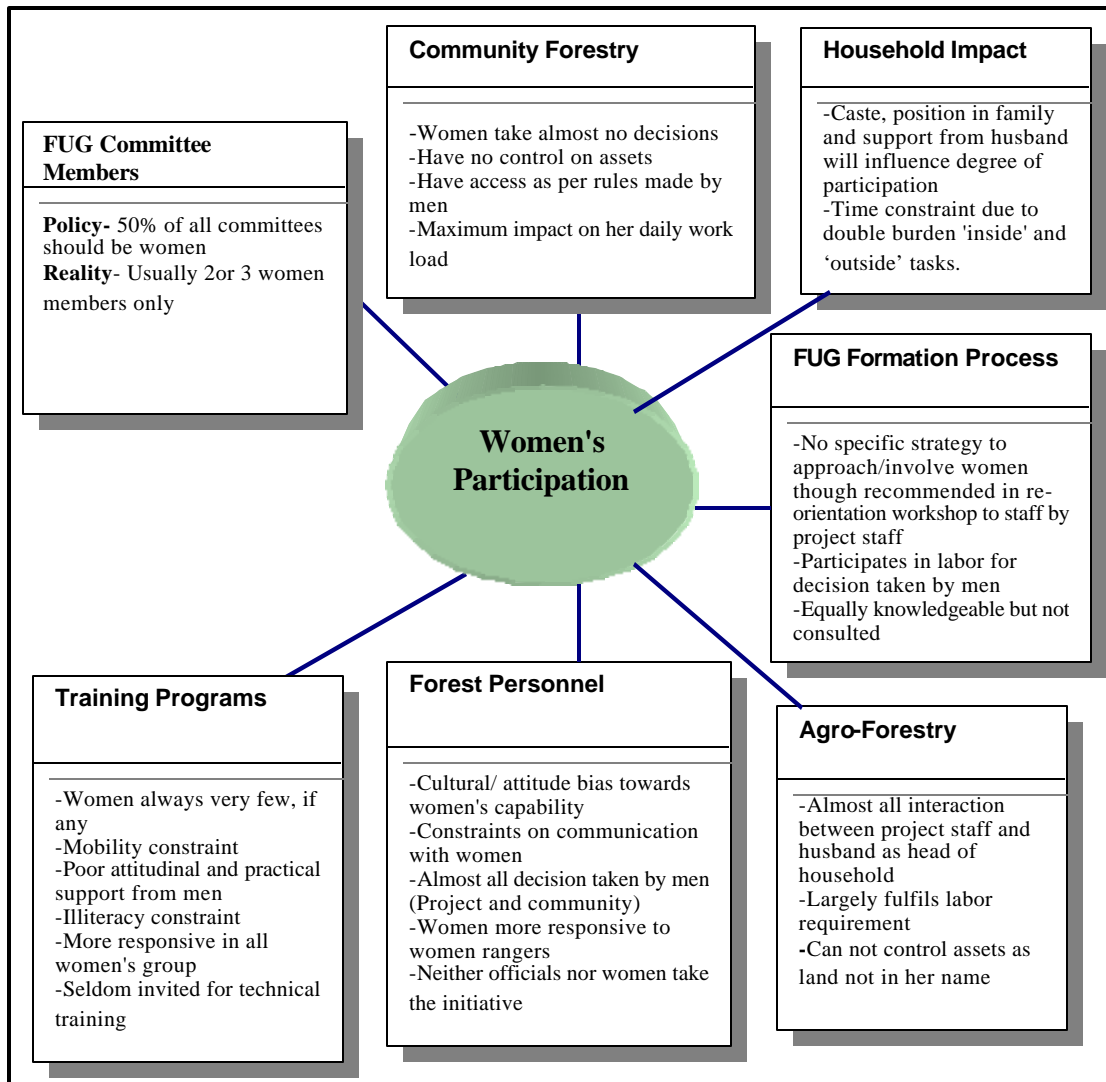 Community Forestry
-Women take almost no decisions
-Have no control on assets
-Have access as per rules made by
men
-Maximum impact on her daily work
load
Household Impact
-Caste, position in family
and support from husband
will influence degree of
participation
-Time constraint due to
double burden 'inside' and
‘outside’ tasks.
FUG Committee
Members
Policy- 50% of all committees
should be women
Reality- Usually 2or 3 women
members only
Women's
Participation
FUG Formation Process
-No specific strategy to
approach/involve women
though recommended in re-
orientation workshop to staff by
project staff
-Participates in labor for
decision taken by men
-Equally knowledgeable but not
consulted
Training Programs
-Women always very few, if
any
-Mobility constraint
-Poor attitudinal and practical
support from men
-Illiteracy constraint
-More responsive in all
women's group
-Seldom invited for technical
training
Forest Personnel
-Cultural/ attitude bias towards
women's capability
-Constraints on communication
with women
-Almost all decision taken by men
(Project and community)
-Women more responsive to
women rangers
-Neither officials nor women take
the initiative
Agro-Forestry
-Almost all interaction
between project staff and
husband as head of
household
-Largely fulfils labor
requirement
-Can not control assets as
land not in her name